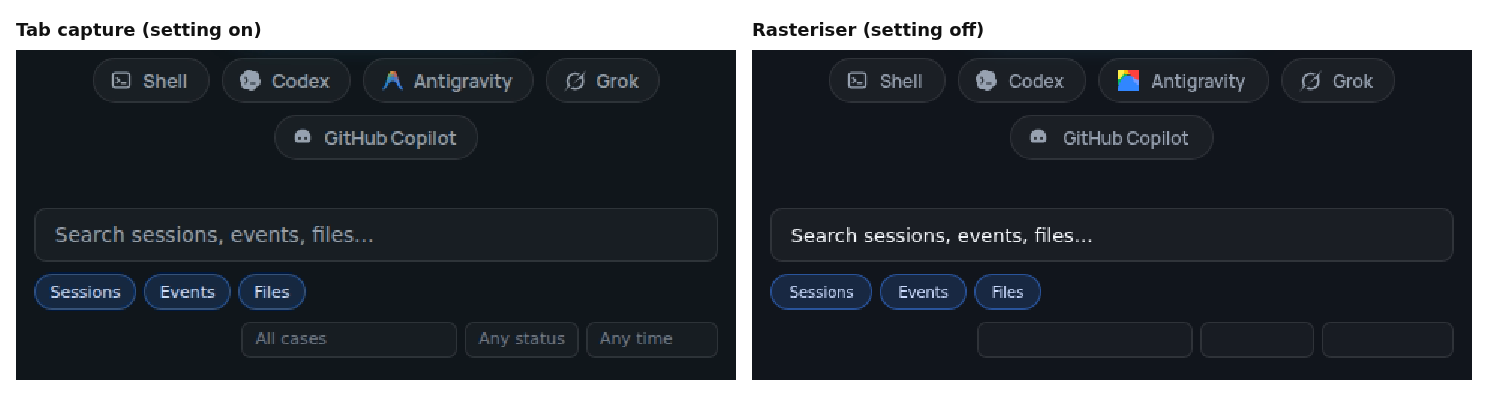 Tab capture (setting on)
Shell Codex Antigravity Grok
GitHub Copilot
Search sessions, events, files...
Sessions Events Files
All cases Any status Any time
Rasteriser (setting off)
Shell Codex Antigravity Grok
GitHub Copilot
Search sessions, events, files...
Sessions Events Files